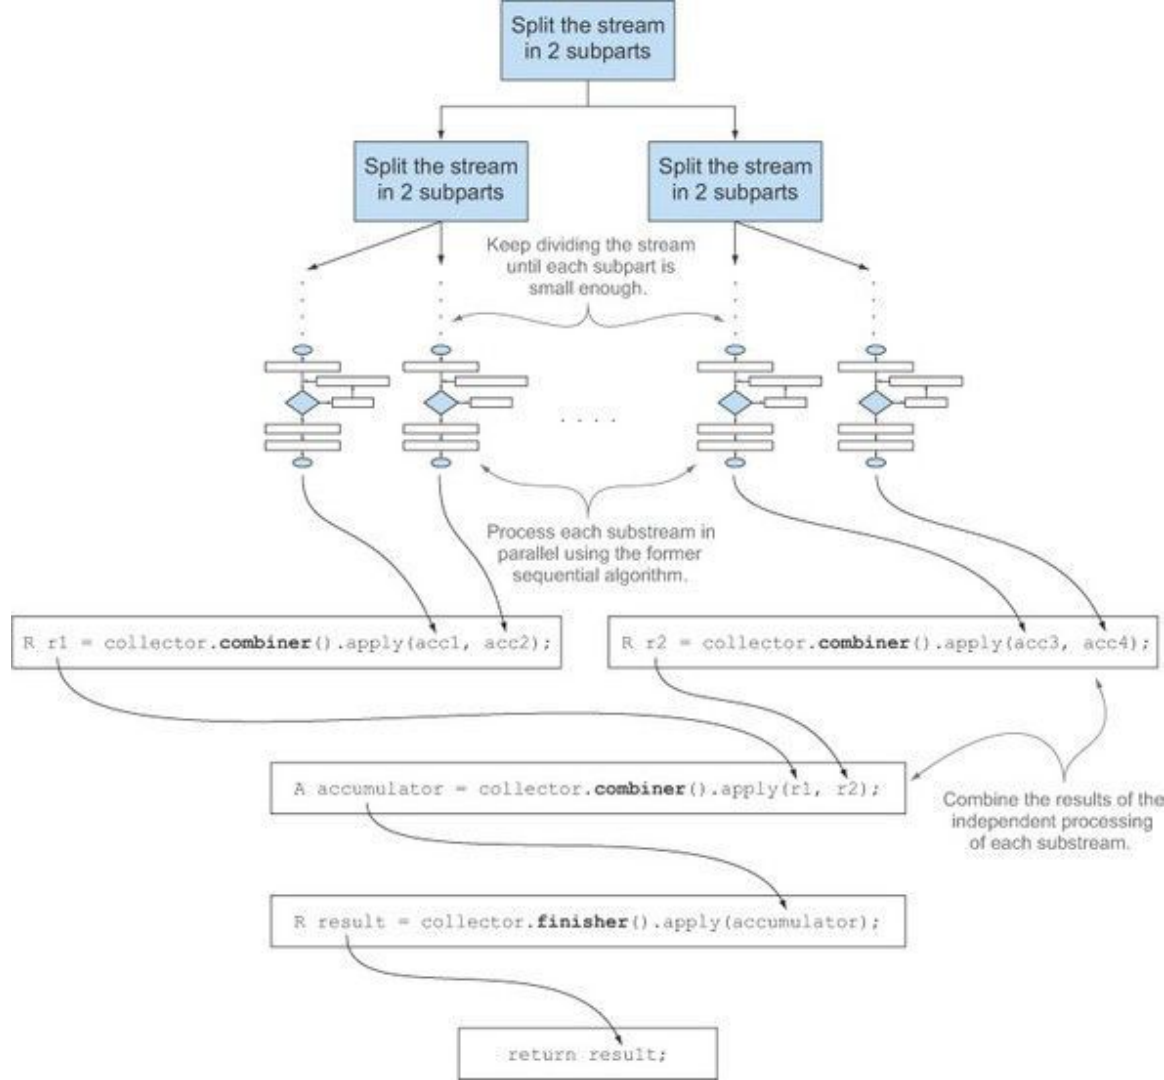 Split the stream
in 2 subparts
Split the stream
in 2 subparts
Split the stream
in 2 subparts
Keep dividing the stream
until each subpart is
small enough.
. . . .
Process each substream in
parallel using the former
sequential algorithm.
R r1 = collector.combiner().apply(acc1, acc2);
R r2 = collector.combiner().apply(acc3, acc4);
A accumulator = collector.combiner().apply(r1, r2);
Combine the results of the
independent processing
of each substream.
R result = collector.finisher().apply(accumulator);
return result;